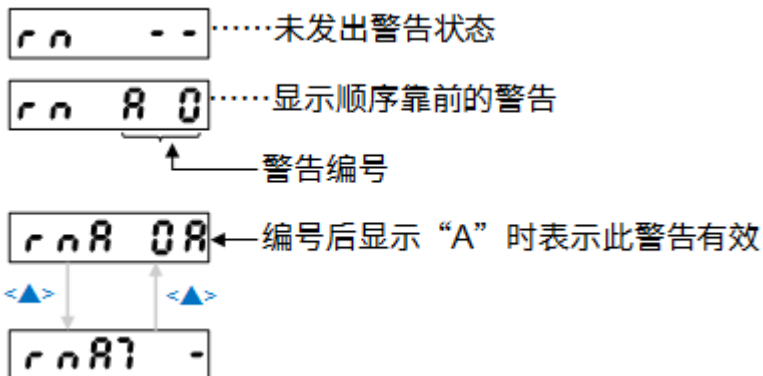 rn -- ……未发出警告状态
rn A 0 ……显示顺序靠前的警告
警告编号
rnA 0A 编号后显示“A”时表示此警告有效
<▲> <▲>
rnA7 -